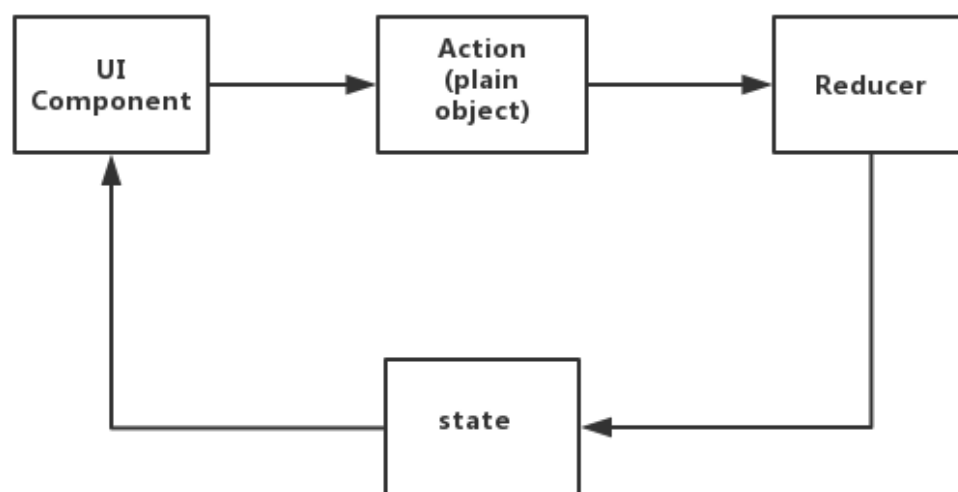 UI
Component
Action
(plain
object)
Reducer
state